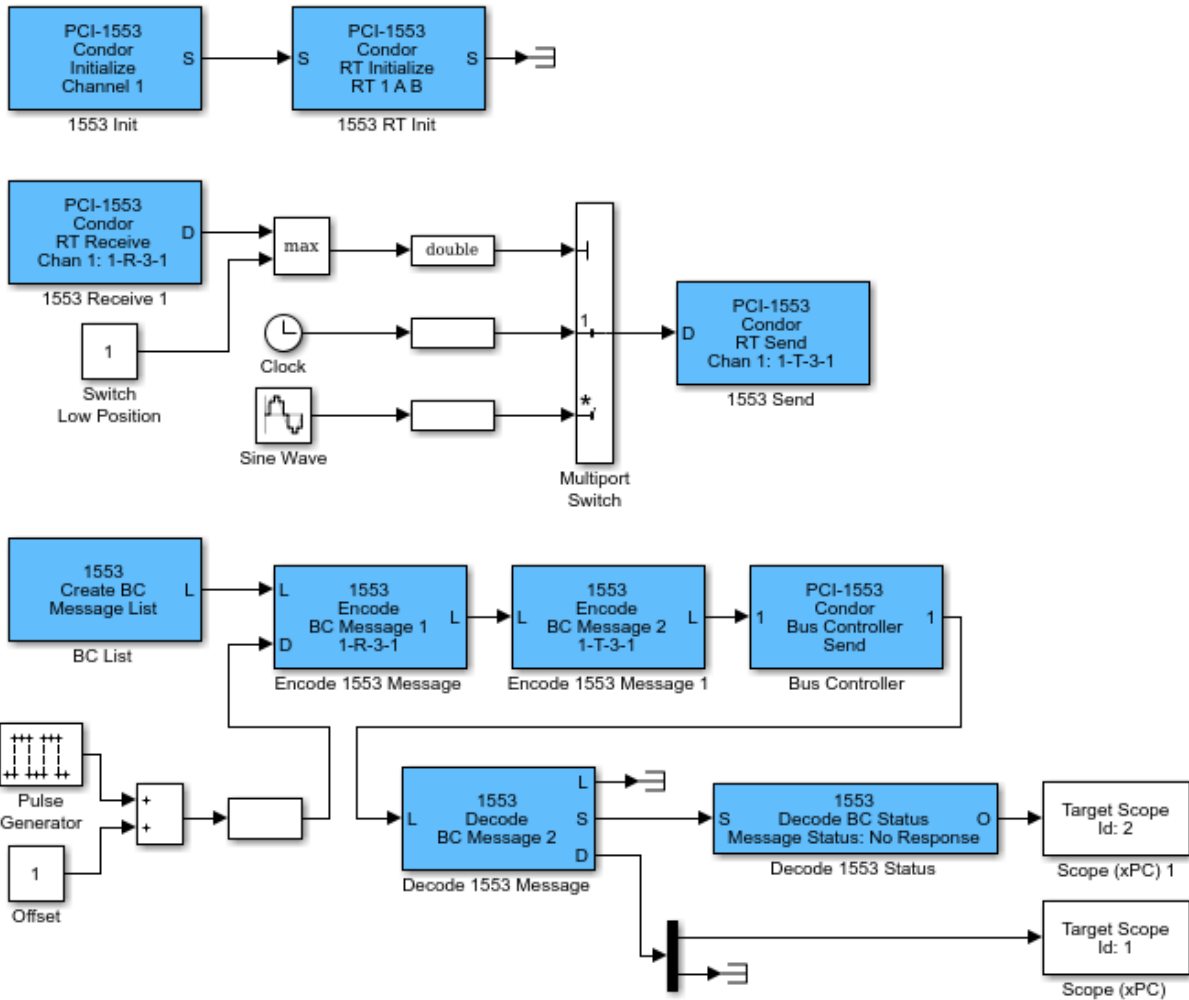 PCI-1553
Condor
Initialize
Channel 1
S
1553 Init
S
PCI-1553
Condor
RT Initialize
RT 1 A B
S
1553 RT Init
PCI-1553
Condor
RT Receive
Chan 1: 1-R-3-1
D
1553 Receive 1
1
Switch
Low Position
max
double
Clock
Sine Wave
1
*
Multiport
Switch
D
PCI-1553
Condor
RT Send
Chan 1: 1-T-3-1
1553 Send
1553
Create BC
Message List
L
BC List
L
D
1553
Encode
BC Message 1
1-R-3-1
L
Encode 1553 Message
L
1553
Encode
BC Message 2
1-T-3-1
L
Encode 1553 Message 1
1
PCI-1553
Condor
Bus Controller
Send
1
Bus Controller
Pulse
Generator
+
+
1
Offset
L
1553
Decode
BC Message 2
L
S
D
Decode 1553 Message
S
1553
Decode BC Status
Message Status: No Response
O
Decode 1553 Status
Target Scope
Id: 2
Scope (xPC) 1
Target Scope
Id: 1
Scope (xPC)